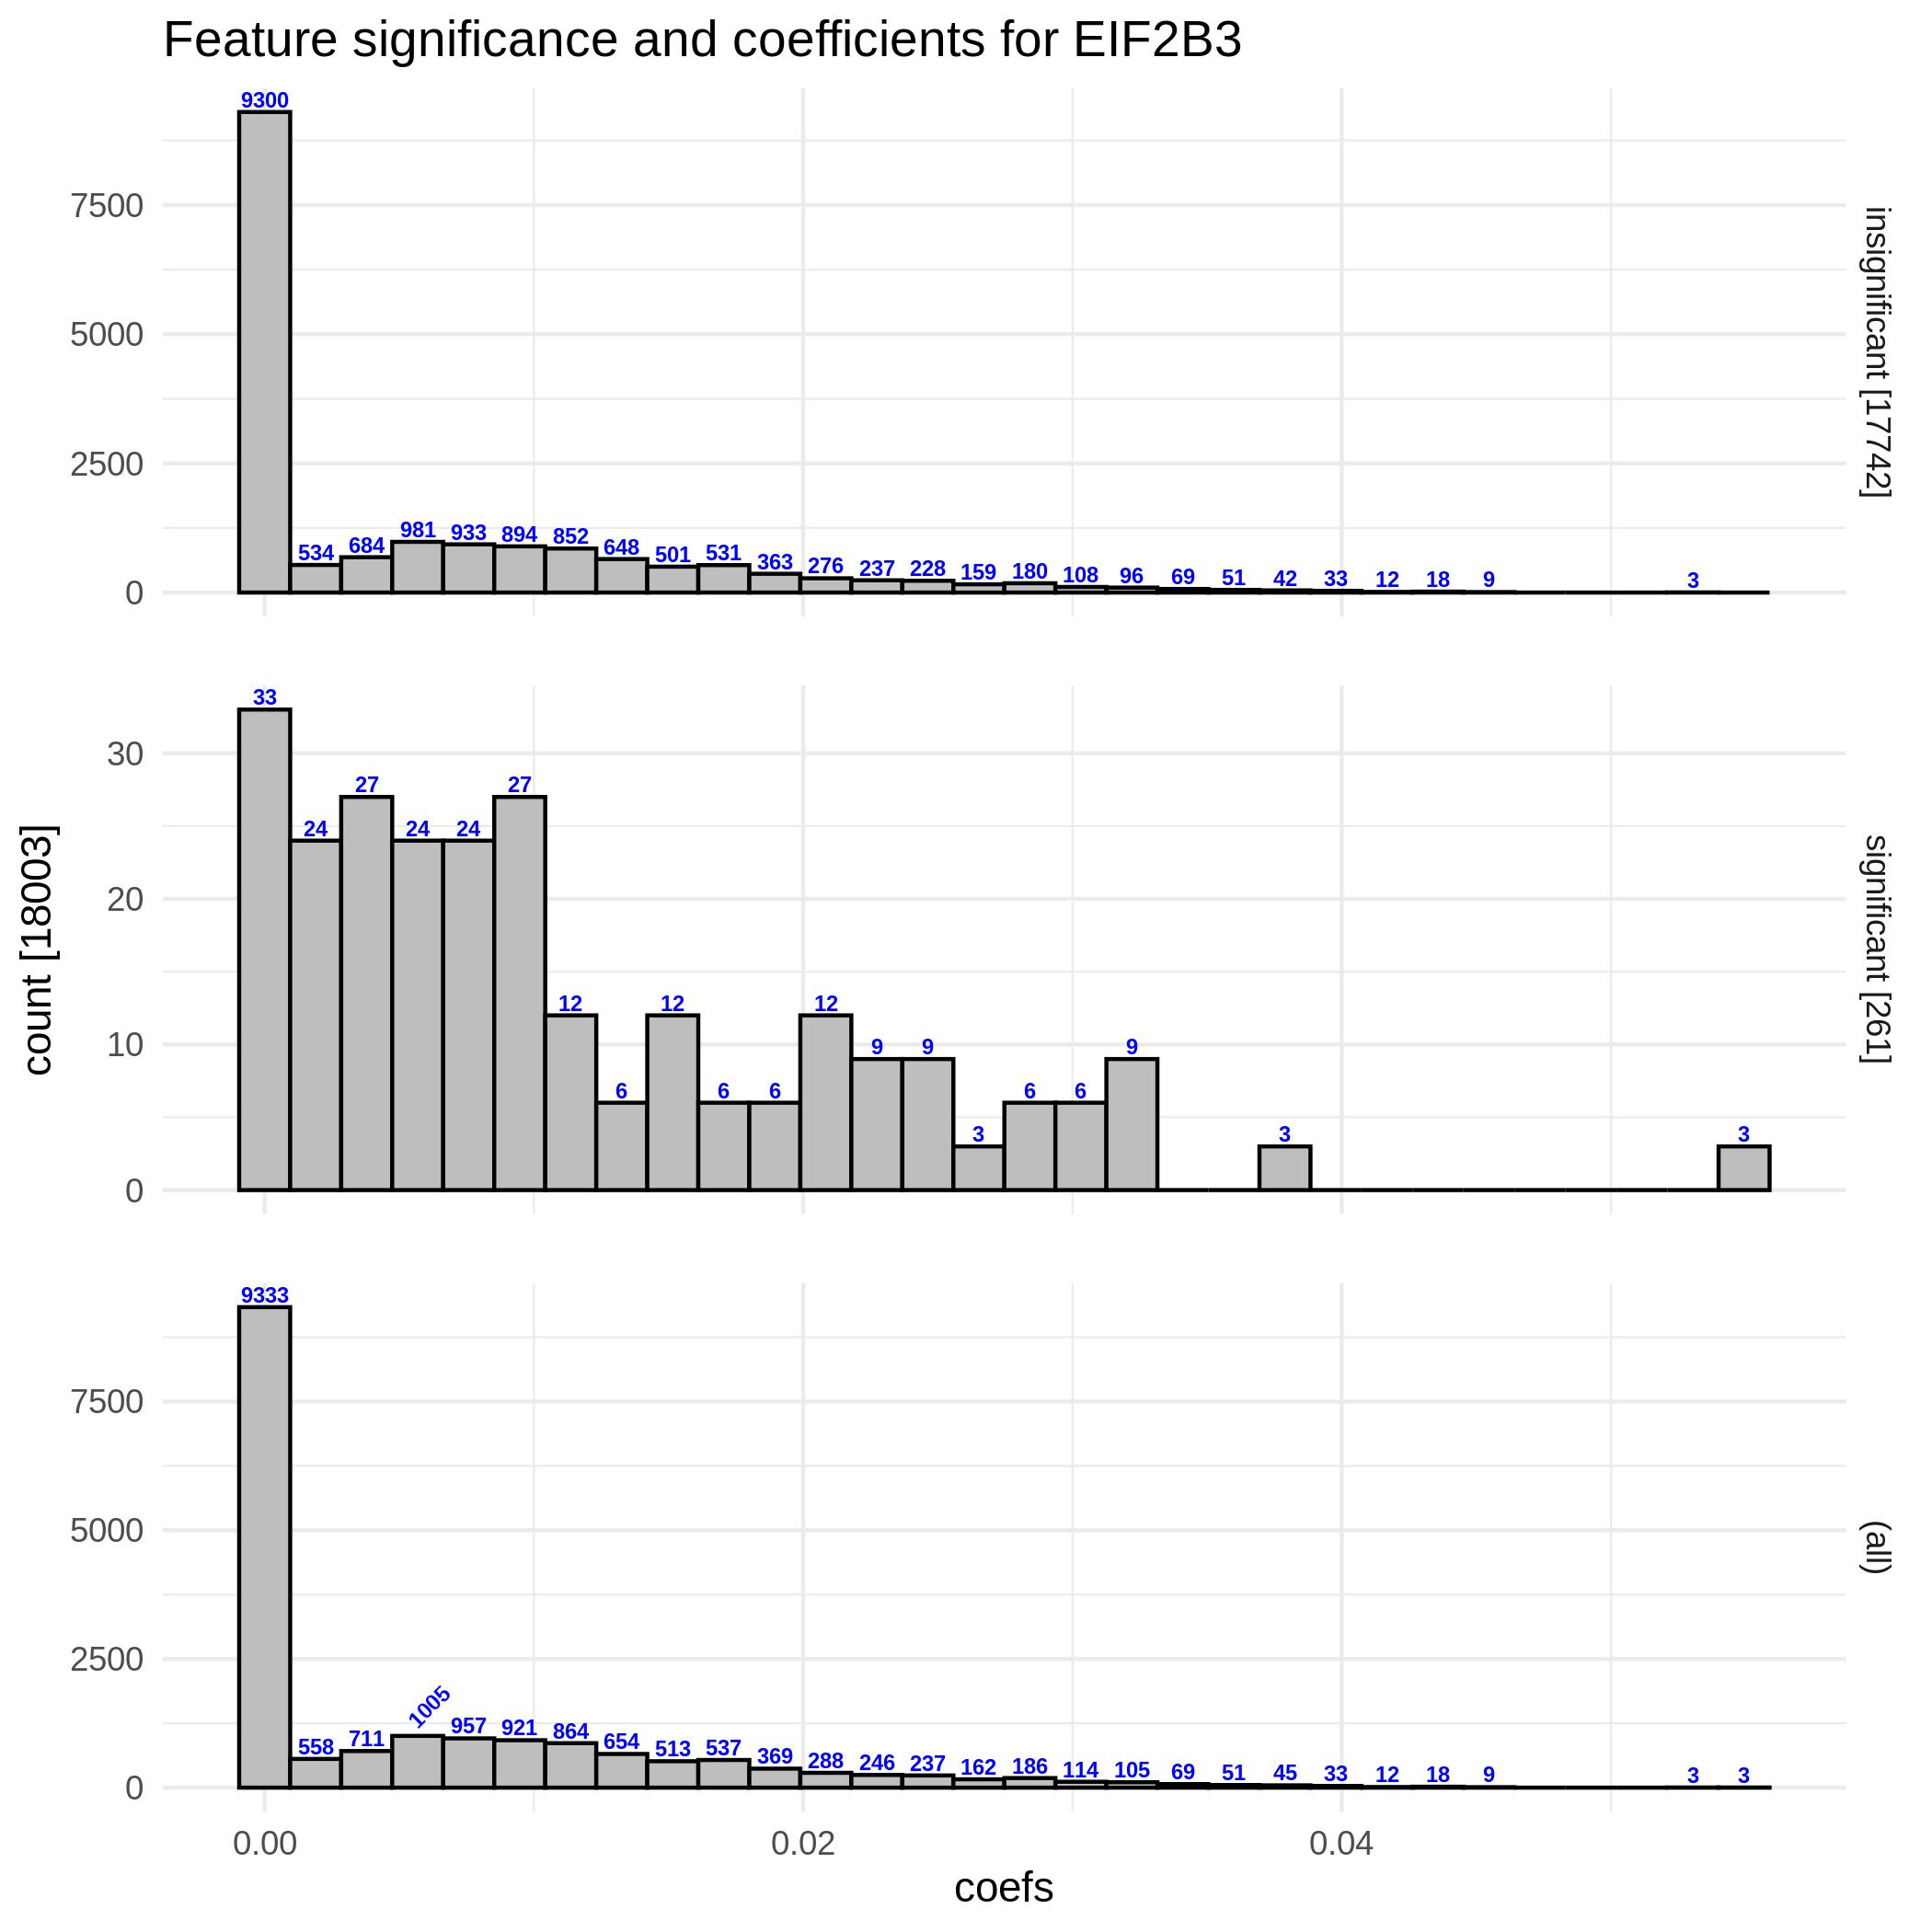 Feature significance and coefficients for EIF2B3
9300
7500
5000
2500
0
534 684 981 933 894 852 648 501 531 363 276 237 228 159 180 108 96 69 51 42 33 12 18 9 3
insignificant [17742]
count [18003]
33
24 27 24 24 27 12 6 12 6 6 12 9 9 3 6 6 9 3 3
30
20
10
0
significant [261]
9333
7500
5000
2500
0
558 711 1005 957 921 864 654 513 537 369 288 246 237 162 186 114 105 69 51 45 33 12 18 9 3 3
(all)
0.00 0.02 0.04
coefs